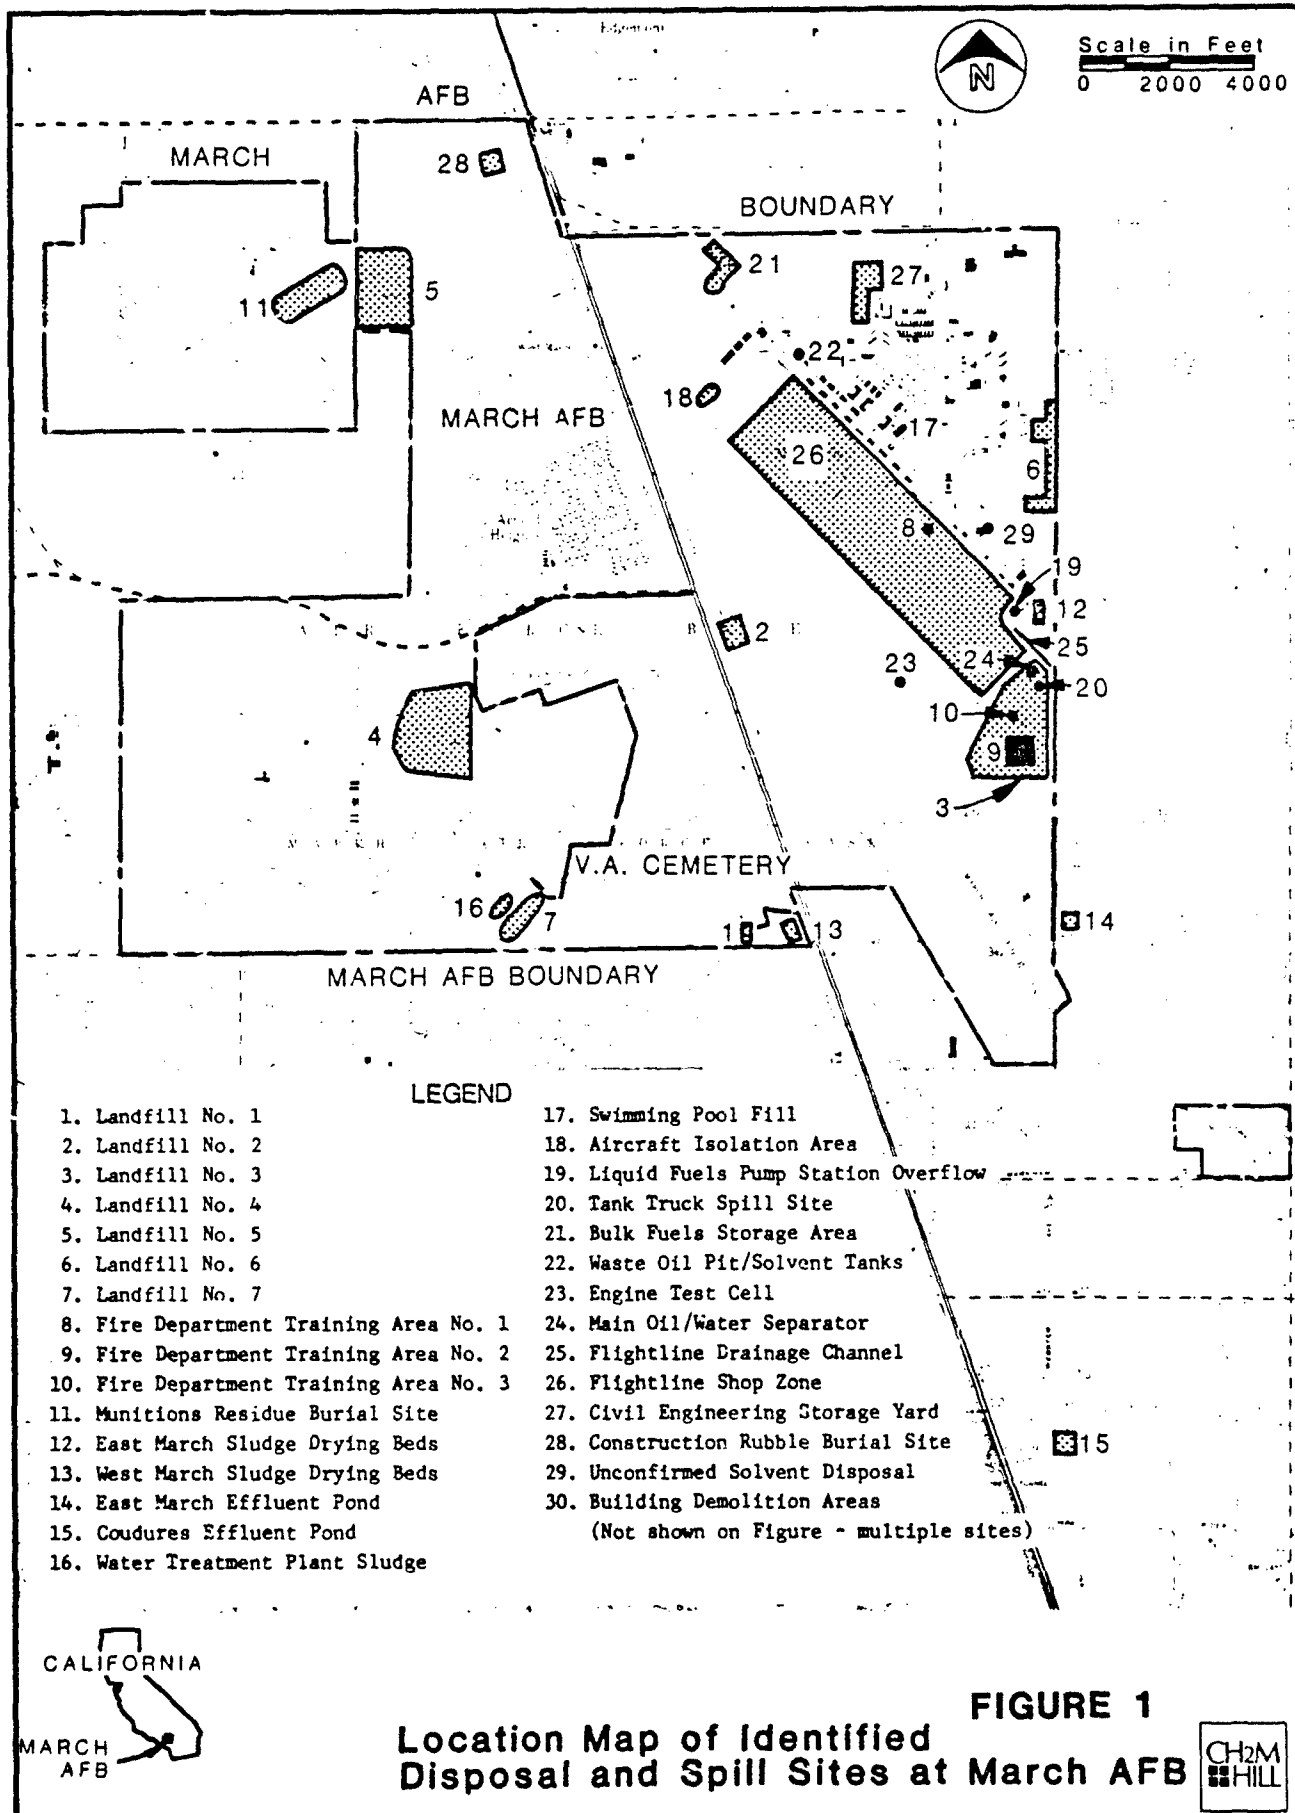 Edgemont
N
Scale in Feet
0 2000 4000
AFB
MARCH
28
BOUNDARY
21
27
11
5
22
18
MARCH AFB
17
26
6
8
29
19
12
2
25
24
23
20
10
4
9
3
V.A. CEMETERY
16
7
1
13
14
MARCH AFB BOUNDARY
LEGEND
1. Landfill No. 1
2. Landfill No. 2
3. Landfill No. 3
4. Landfill No. 4
5. Landfill No. 5
6. Landfill No. 6
7. Landfill No. 7
8. Fire Department Training Area No. 1
9. Fire Department Training Area No. 2
10. Fire Department Training Area No. 3
11. Munitions Residue Burial Site
12. East March Sludge Drying Beds
13. West March Sludge Drying Beds
14. East March Effluent Pond
15. Coudures Effluent Pond
16. Water Treatment Plant Sludge
17. Swimming Pool Fill
18. Aircraft Isolation Area
19. Liquid Fuels Pump Station Overflow
20. Tank Truck Spill Site
21. Bulk Fuels Storage Area
22. Waste Oil Pit/Solvent Tanks
23. Engine Test Cell
24. Main Oil/Water Separator
25. Flightline Drainage Channel
26. Flightline Shop Zone
27. Civil Engineering Storage Yard
28. Construction Rubble Burial Site
29. Unconfirmed Solvent Disposal
30. Building Demolition Areas
(Not shown on Figure - multiple sites)
15
CALIFORNIA
MARCH
AFB
FIGURE 1
Location Map of Identified
Disposal and Spill Sites at March AFB
CH2M
HILL